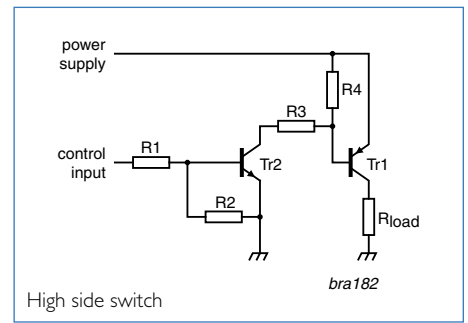 power
supply
R4
R3
R1
control
input
Tr2
Tr1
R2
Rload
bra182
High side switch